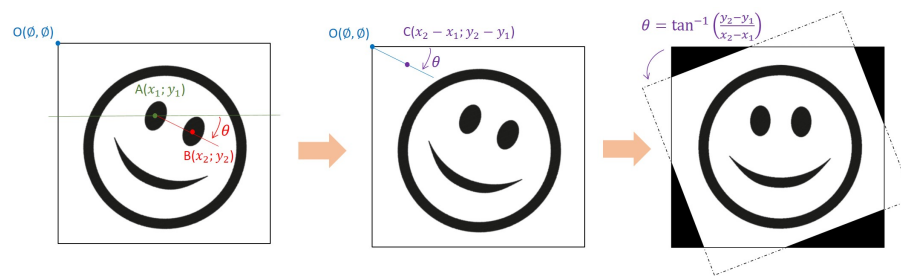 O(∅, ∅)
A(x₁; y₁)
θ
B(x₂; y₂)
O(∅, ∅)
C(x₂ − x₁; y₂ − y₁)
θ
θ = tan⁻¹ ((y₂−y₁)/(x₂−x₁))